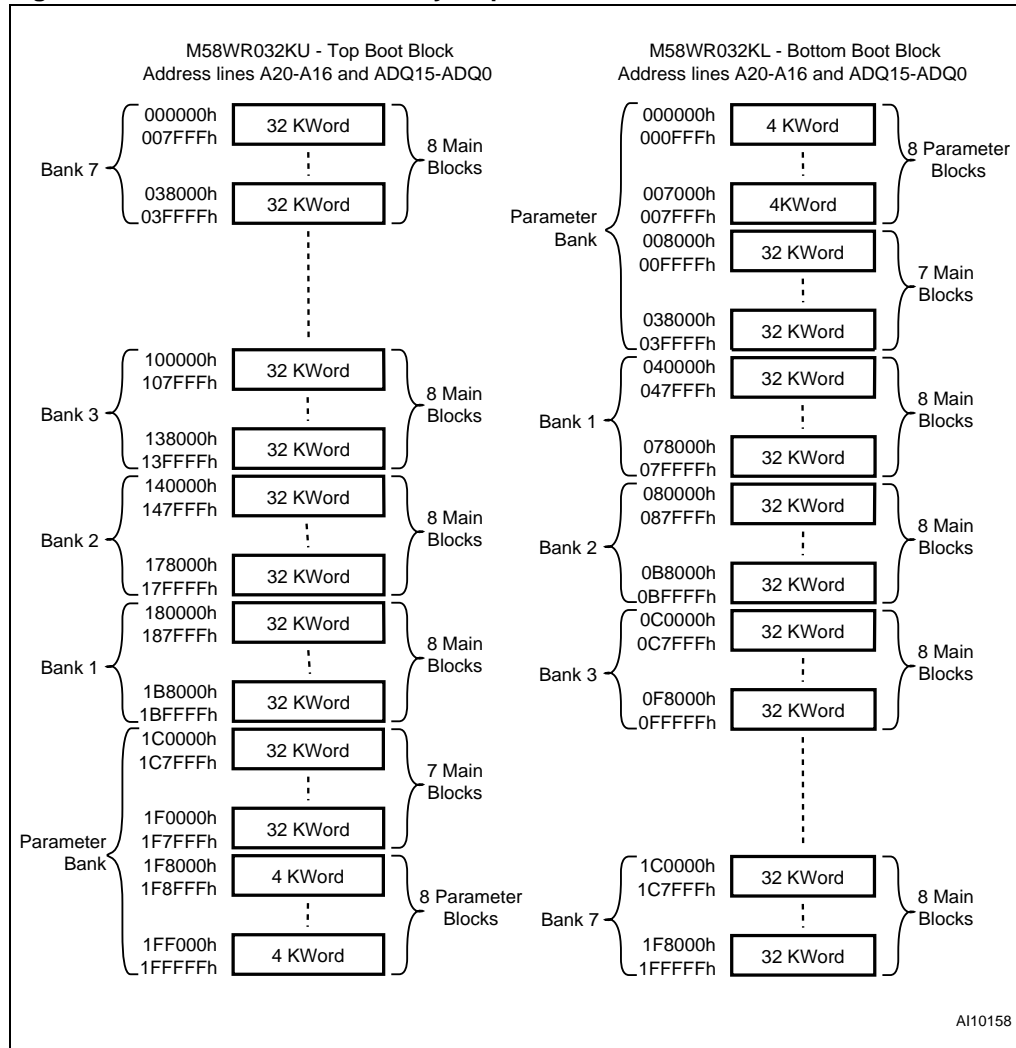 M58WR032KU - Top Boot Block
Address lines A20-A16 and ADQ15-ADQ0
Bank 7
000000h
007FFFh
32 KWord
038000h
03FFFFh
32 KWord
8 Main
Blocks
Bank 3
100000h
107FFFh
32 KWord
138000h
13FFFFh
32 KWord
8 Main
Blocks
Bank 2
140000h
147FFFh
32 KWord
178000h
17FFFFh
32 KWord
8 Main
Blocks
Bank 1
180000h
187FFFh
32 KWord
1B8000h
1BFFFFh
32 KWord
8 Main
Blocks
Parameter
Bank
1C0000h
1C7FFFh
32 KWord
1F0000h
1F7FFFh
32 KWord
7 Main
Blocks
1F8000h
1F8FFFh
4 KWord
1FF000h
1FFFFFh
4 KWord
8 Parameter
Blocks
M58WR032KL - Bottom Boot Block
Address lines A20-A16 and ADQ15-ADQ0
Parameter
Bank
000000h
000FFFh
4 KWord
007000h
007FFFh
4KWord
8 Parameter
Blocks
008000h
00FFFFh
32 KWord
038000h
03FFFFh
32 KWord
7 Main
Blocks
Bank 1
040000h
047FFFh
32 KWord
078000h
07FFFFh
32 KWord
8 Main
Blocks
Bank 2
080000h
087FFFh
32 KWord
0B8000h
0BFFFFh
32 KWord
8 Main
Blocks
Bank 3
0C0000h
0C7FFFh
32 KWord
0F8000h
0FFFFFh
32 KWord
8 Main
Blocks
Bank 7
1C0000h
1C7FFFh
32 KWord
1F8000h
1FFFFFh
32 KWord
8 Main
Blocks
AI10158